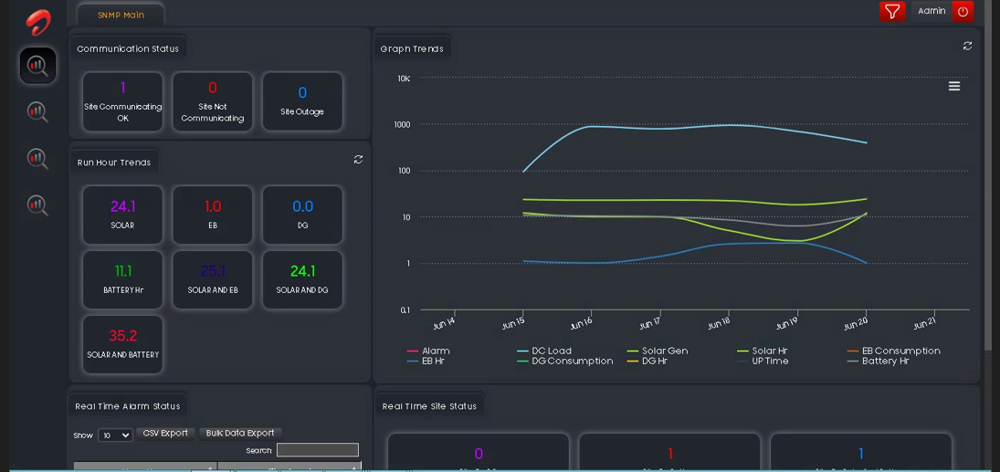 SNMP Main
Admin
Communication Status
1
Site Communicating
OK
0
Site Not
Communicating
0
Site Outage
Run Hour Trends
24.1
SOLAR
1.0
EB
0.0
DG
11.1
BATTERY Hr
25.1
SOLAR AND EB
24.1
SOLAR AND DG
35.2
SOLAR AND BATTERY
Graph Trends
10K
1000
100
10
1
0.1
Jun 14
Jun 15
Jun 16
Jun 17
Jun 18
Jun 19
Jun 20
Jun 21
Alarm
DC Load
Solar Gen
Solar Hr
EB Consumption
EB Hr
DG Consumption
DG Hr
UP Time
Battery Hr
Real Time Alarm Status
Show 10 CSV Export Bulk Data Export
Search:
Real Time Site Status
0
1
1